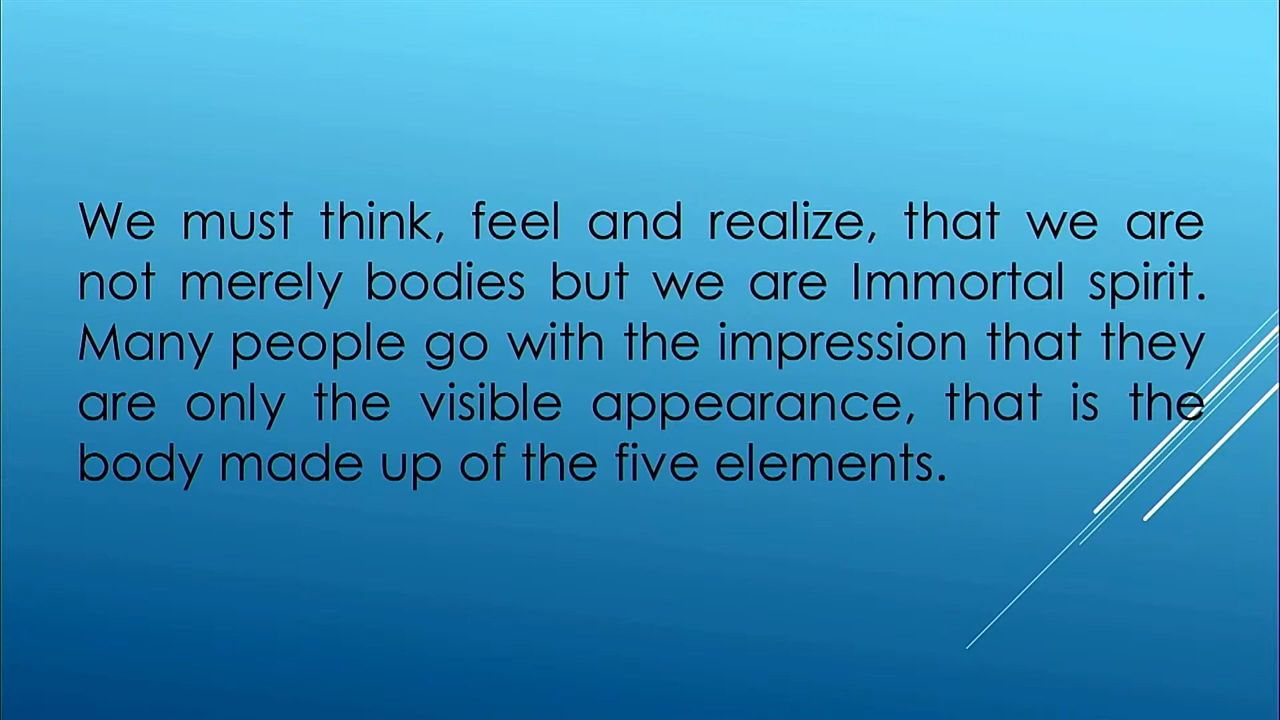 We must think, feel and realize, that we are
not merely bodies but we are Immortal spirit.
Many people go with the impression that they
are only the visible appearance, that is the
body made up of the five elements.